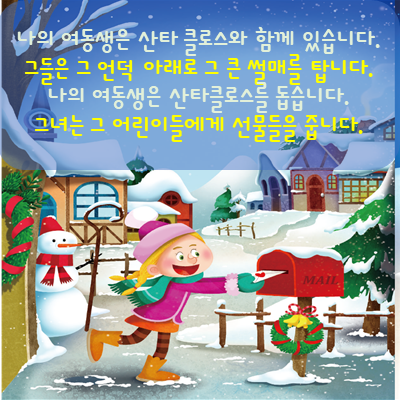 나의 여동생은 산타 클로스와 함께 있습니다.
그들은 그 언덕 아래로 그 큰 썰매를 탑니다.
나의 여동생은 산타클로스를 돕습니다.
그녀는 그 어린이들에게 선물들을 줍니다.
MAIL